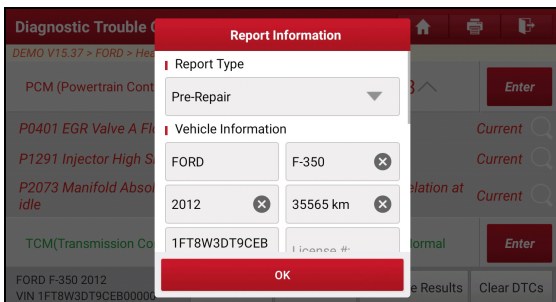 Diagnostic Trouble
Report Information
DEMO V15.37 > FORD > Hea
Report Type
PCM (Powertrain Cont
Pre-Repair
Enter
P0401 EGR Valve A Fl
Vehicle Information
Current
P1291 Injector High S
FORD
F-350
Current
P2073 Manifold Absol
elation at
idle
Current
2012
35565 km
TCM(Transmission Co
1FT8W3DT9CEB
License #:
ormal
Enter
OK
FORD F-350 2012
VIN 1FT8W3DT9CEB00000
e Results
Clear DTCs